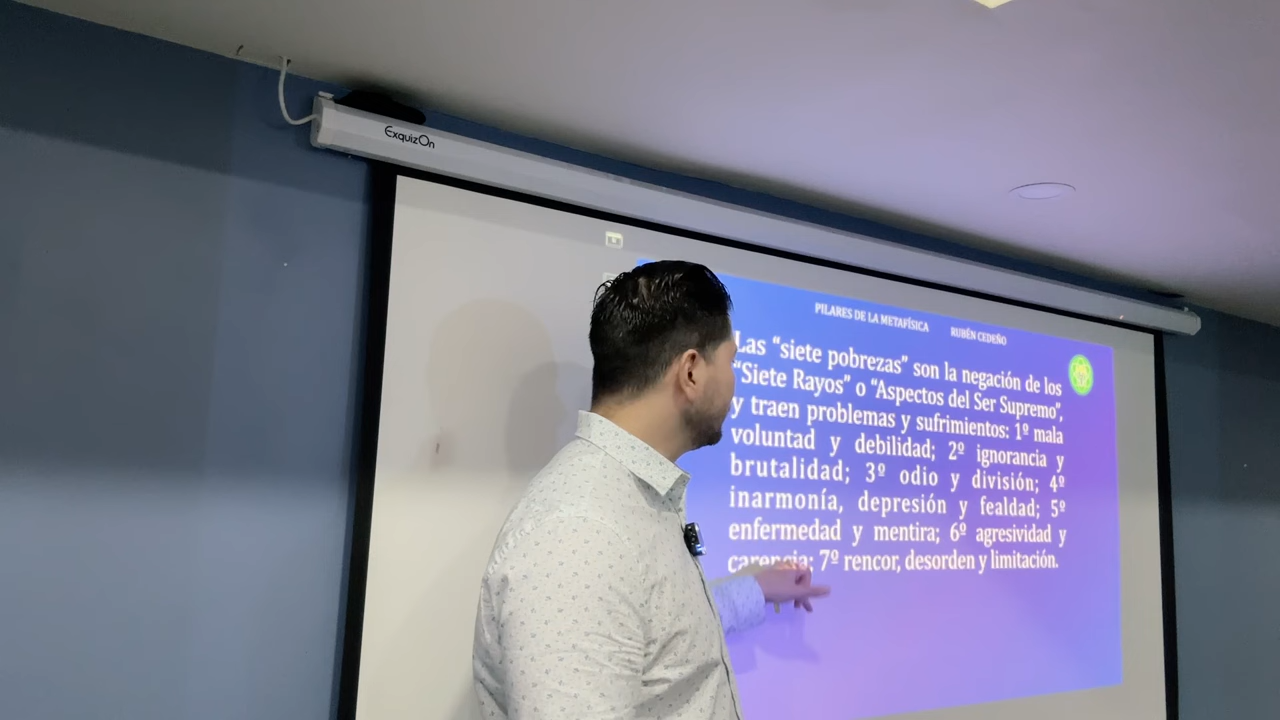 ExquizOn
PILARES DE LA METAFÍSICA RUBÉN CEDEÑO
Las “siete pobrezas” son la negación de los
“Siete Rayos” o “Aspectos del Ser Supremo”,
y traen problemas y sufrimientos: 1º mala
voluntad y debilidad; 2º ignorancia y
brutalidad; 3º odio y división; 4º
inarmonía, depresión y fealdad; 5º
enfermedad y mentira; 6º agresividad y
carencia; 7º rencor, desorden y limitación.